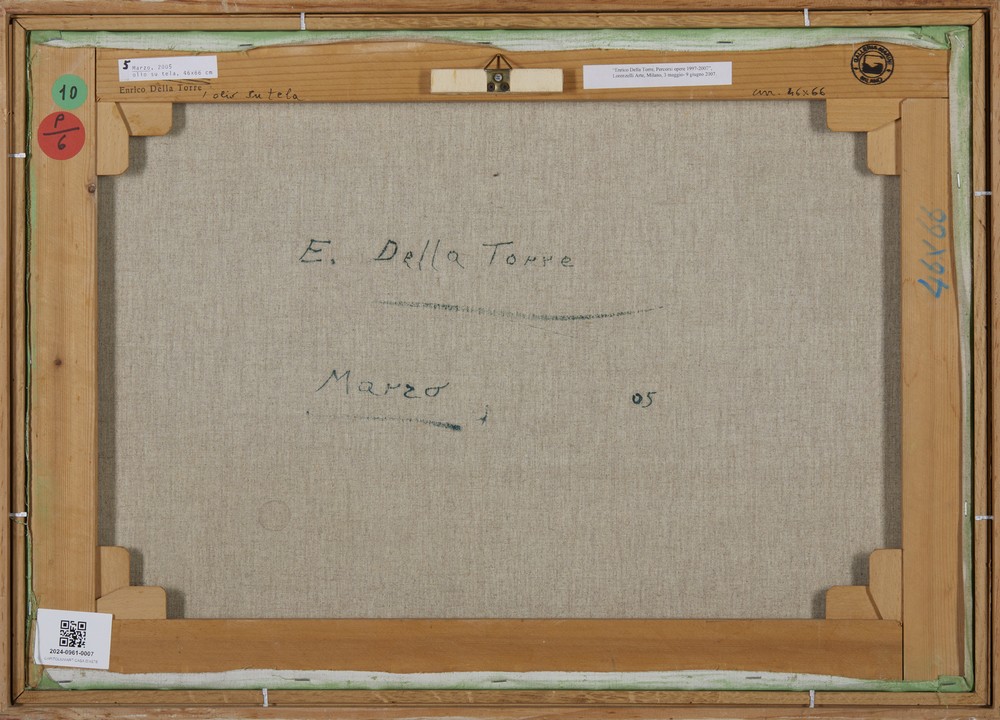 5
Marzo, 2005
olio su tela, 46x66 cm
"Enrico Della Torre. Percorsi opere 1997-2007",
Lorenzelli Arte, Milano, 3 maggio- 9 giugno 2007.
Enrico Della Torre
olio su tela
cm. 46x66
MILANO
10
P/6
46x66
E. Della Torre
Marzo
05
2024-0961-0007